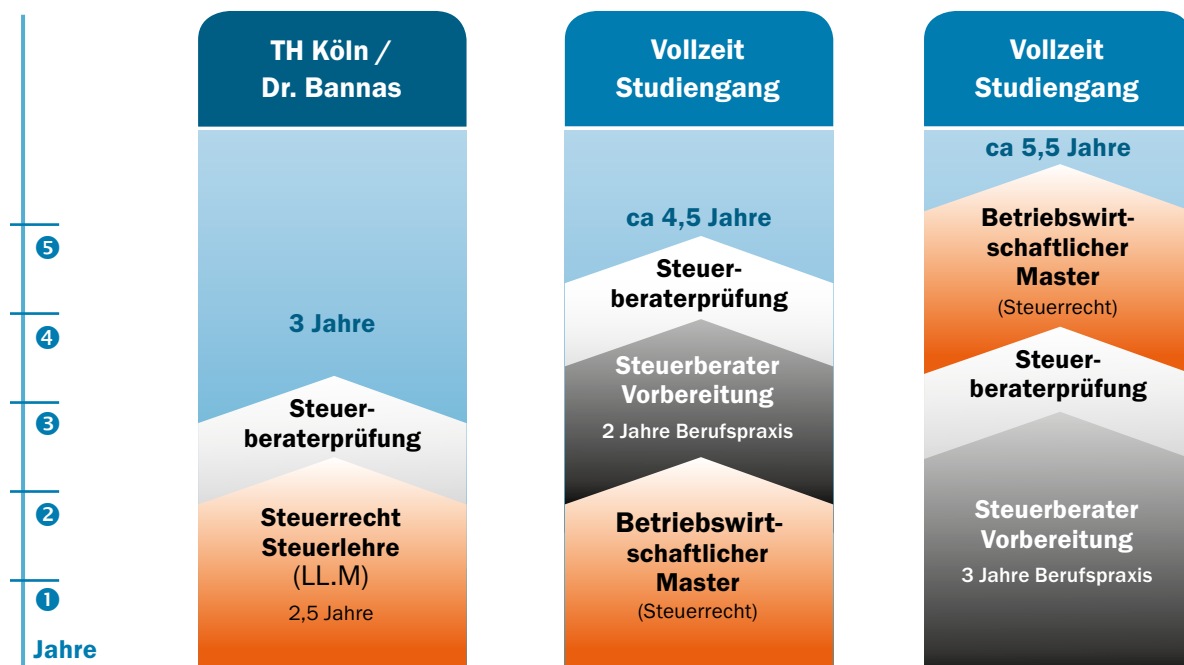 TH Köln /
Dr. Bannas
3 Jahre
Steuer-
beraterprüfung
Steuerrecht
Steuerlehre
(LL.M)
2,5 Jahre
Vollzeit
Studiengang
ca 4,5 Jahre
Steuer-
beraterprüfung
Steuerberater
Vorbereitung
2 Jahre Berufspraxis
Betriebswirt-
schaftlicher
Master
(Steuerrecht)
Vollzeit
Studiengang
ca 5,5 Jahre
Betriebswirt-
schaftlicher
Master
(Steuerrecht)
Steuer-
beraterprüfung
Steuerberater
Vorbereitung
3 Jahre Berufspraxis
5
4
3
2
1
Jahre